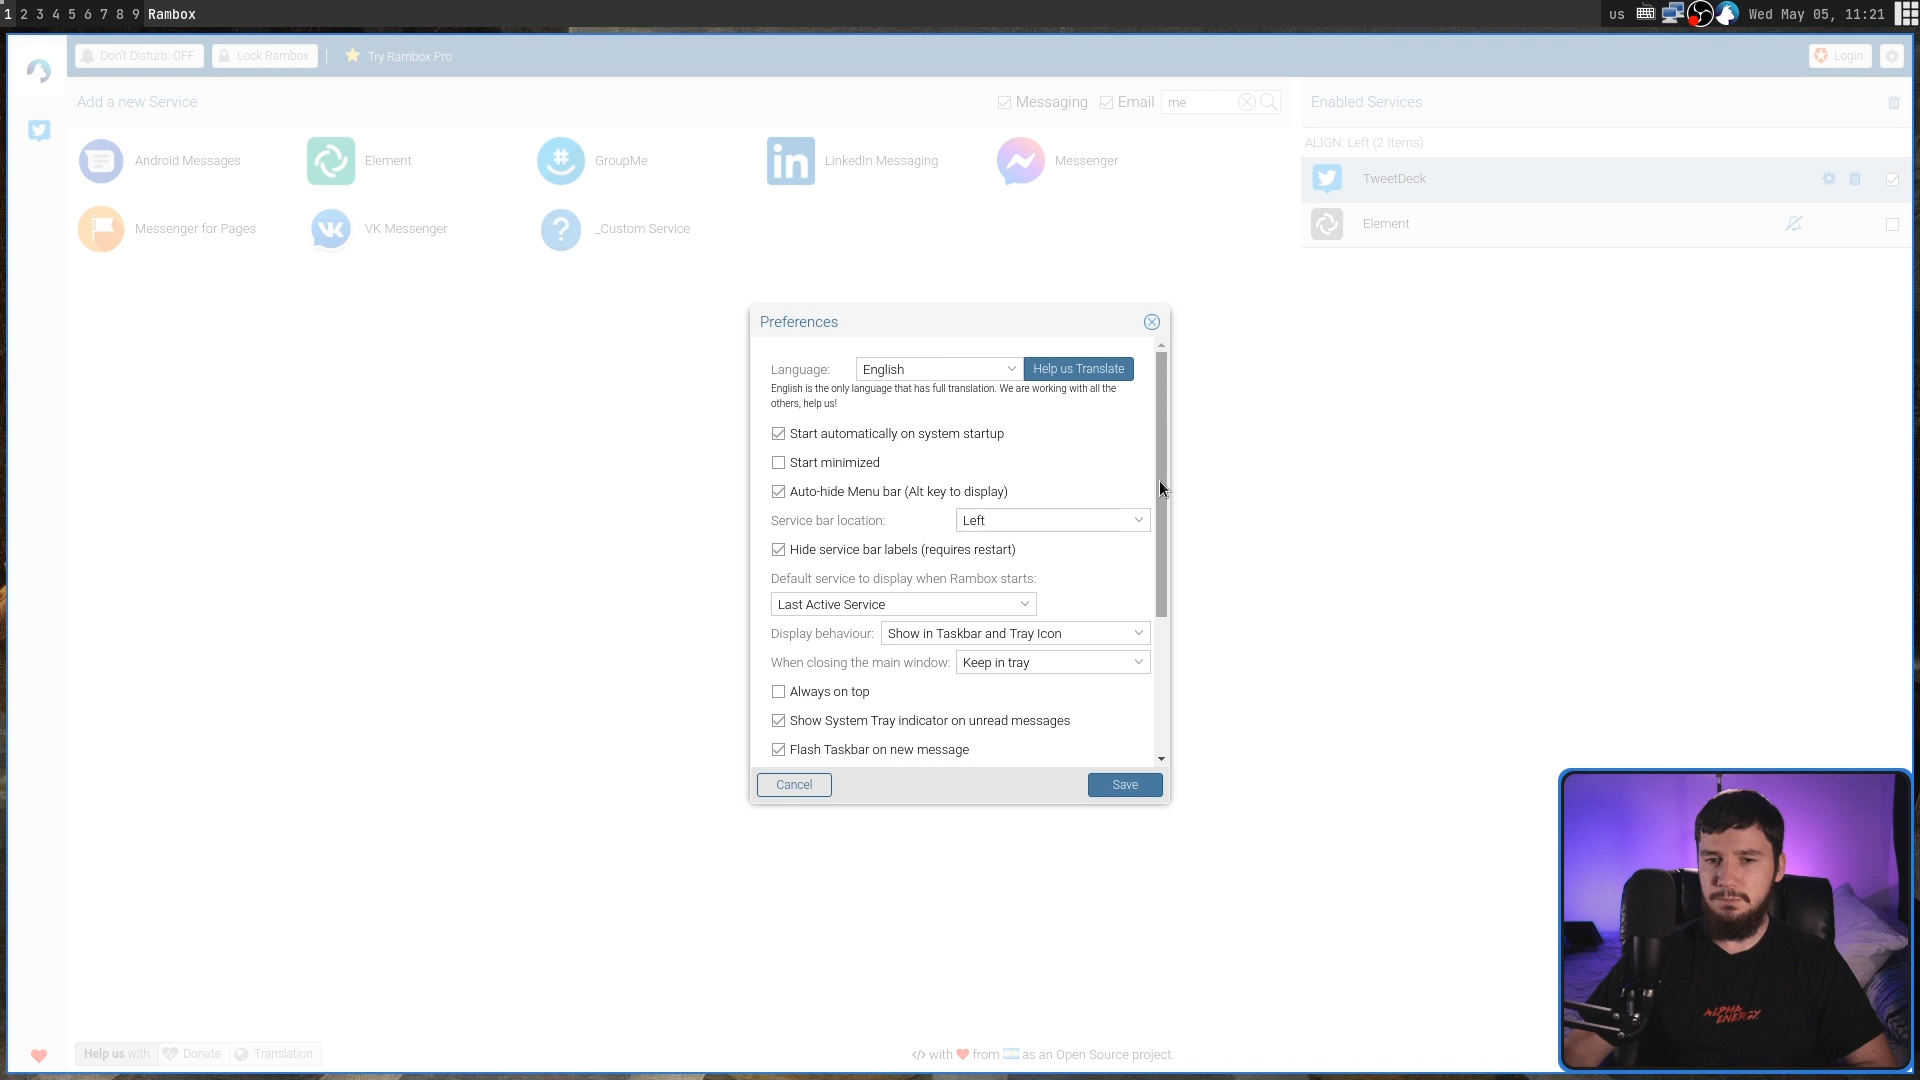 1 2 3 4 5 6 7 8 9 Rambox
us
Wed May 05, 11:21
Don't Disturb: OFF
Lock Rambox
Try Rambox Pro
Login
Add a new Service
Messaging
Email
me
Enabled Services
ALIGN: Left (2 Items)
Android Messages
Element
GroupMe
LinkedIn Messaging
Messenger
TweetDeck
Messenger for Pages
VK Messenger
_Custom Service
Element
Preferences
Language:
English
Help us Translate
English is the only language that has full translation. We are working with all the
others, help us!
Start automatically on system startup
Start minimized
Auto-hide Menu bar (Alt key to display)
Service bar location:
Left
Hide service bar labels (requires restart)
Default service to display when Rambox starts:
Last Active Service
Display behaviour:
Show in Taskbar and Tray Icon
When closing the main window:
Keep in tray
Always on top
Show System Tray indicator on unread messages
Flash Taskbar on new message
Cancel
Save
ALPHA
ENERGY
Help us with
Donate
Translation
</> with from as an Open Source project.